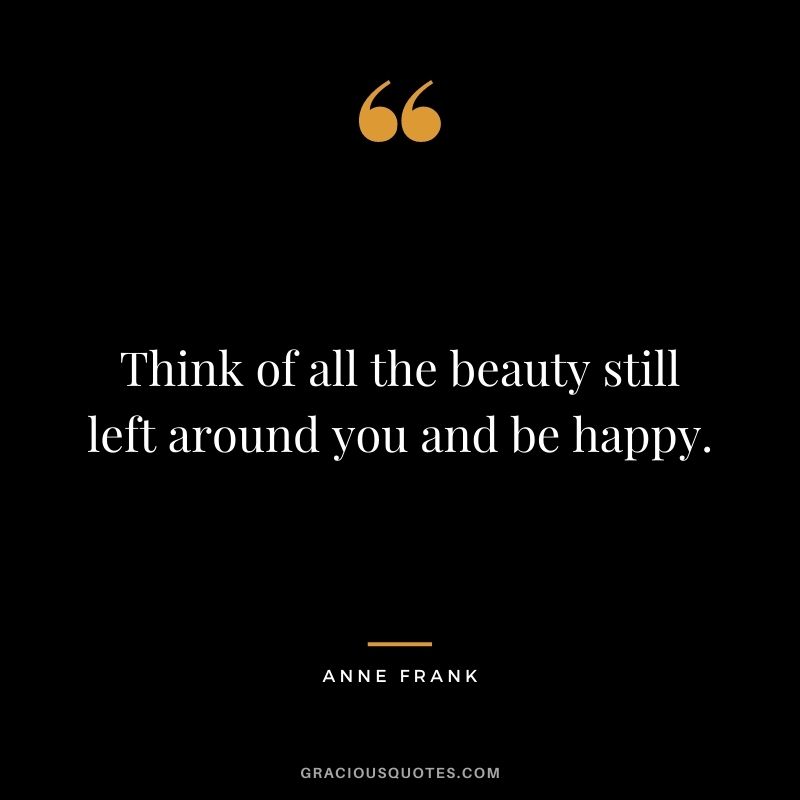 “
Think of all the beauty still
left around you and be happy.
ANNE FRANK
GRACIOUSQUOTES.COM